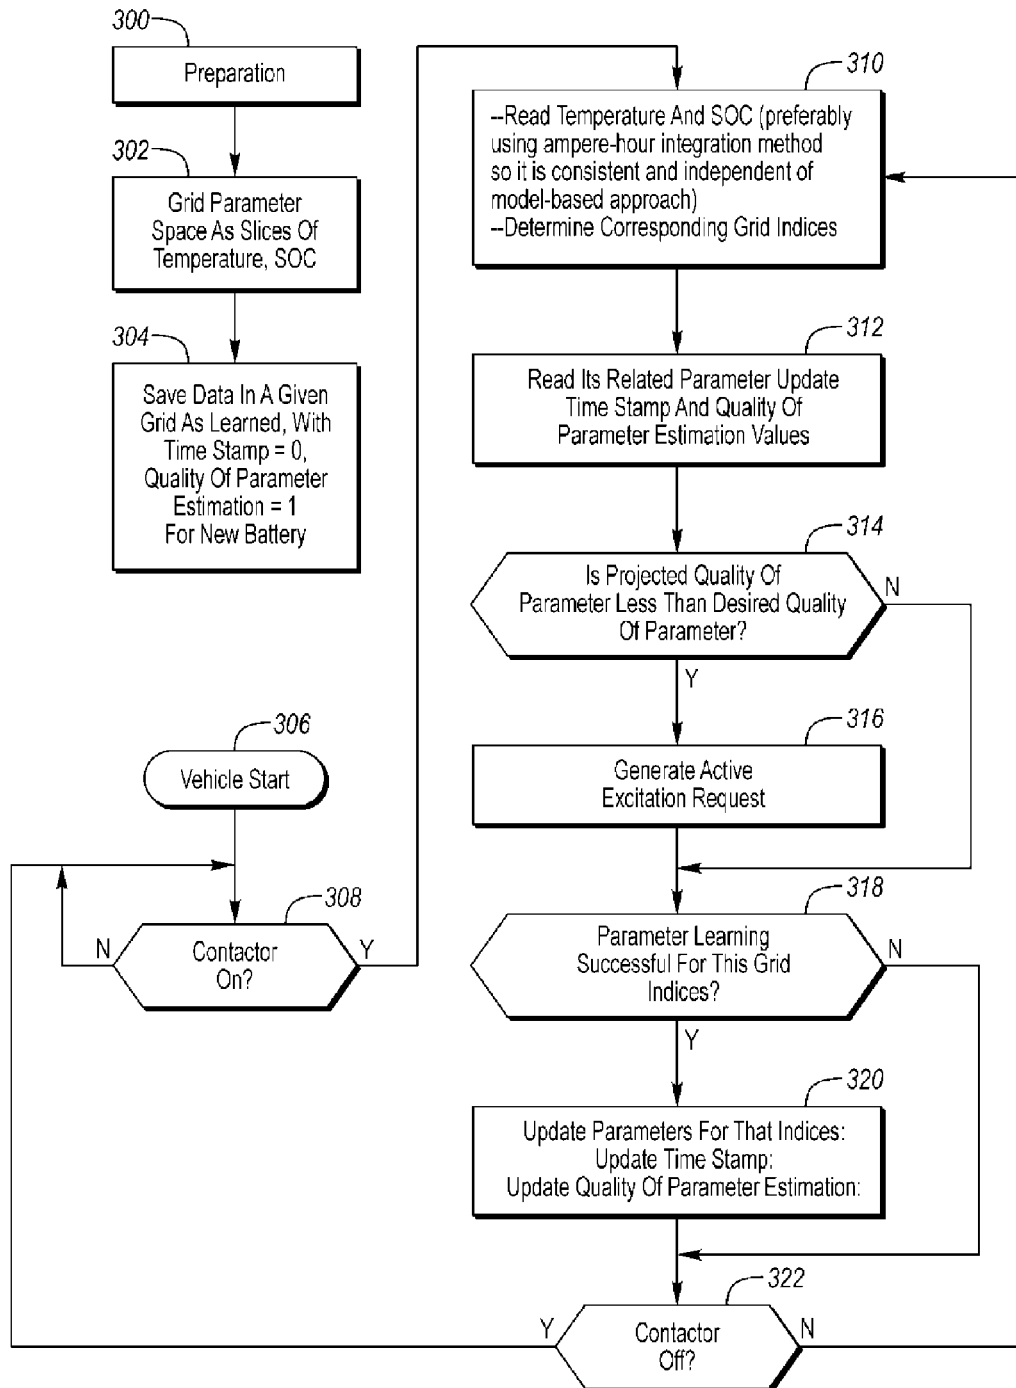 300
Preparation
302
Grid Parameter
Space As Slices Of
Temperature, SOC
304
Save Data In A Given
Grid As Learned, With
Time Stamp = 0,
Quality Of Parameter
Estimation = 1
For New Battery
306
Vehicle Start
308
N
Contactor
On?
Y
310
--Read Temperature And SOC (preferably
using ampere-hour integration method
so it is consistent and independent of
model-based approach)
--Determine Corresponding Grid Indices
312
Read Its Related Parameter Update
Time Stamp And Quality Of
Parameter Estimation Values
314
Is Projected Quality Of
Parameter Less Than Desired Quality
Of Parameter?
N
Y
316
Generate Active
Excitation Request
318
Parameter Learning
Successful For This Grid
Indices?
N
Y
320
Update Parameters For That Indices:
Update Time Stamp:
Update Quality Of Parameter Estimation:
322
Y
Contactor
Off?
N